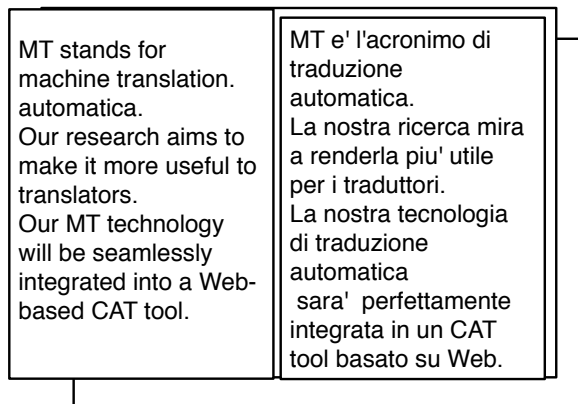 MT stands for
machine translation.
automatica.
Our research aims to
make it more useful to
translators.
Our MT technology
will be seamlessly
integrated into a Web-
based CAT tool.
MT e' l'acronimo di
traduzione
automatica.
La nostra ricerca mira
a renderla piu' utile
per i traduttori.
La nostra tecnologia
di traduzione
automatica
sara' perfettamente
integrata in un CAT
tool basato su Web.